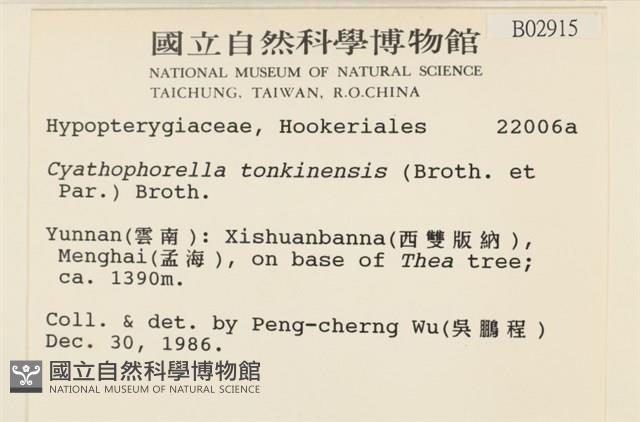 國立自然科學博物館 B02915
NATIONAL MUSEUM OF NATURAL SCIENCE
TAICHUNG, TAIWAN, R.O.CHINA
Hypopterygiaceae, Hookeriales 22006a
Cyathophorella tonkinensis (Broth. et
Par.) Broth.
Yunnan(雲南): Xishuanbanna(西雙版納),
Menghai(孟海), on base of Thea tree;
ca. 1390m.
Coll. & det. by Peng-cherng Wu(吳鵬程)
Dec. 30, 1986.
國立自然科學博物館
NATIONAL MUSEUM OF NATURAL SCIENCE